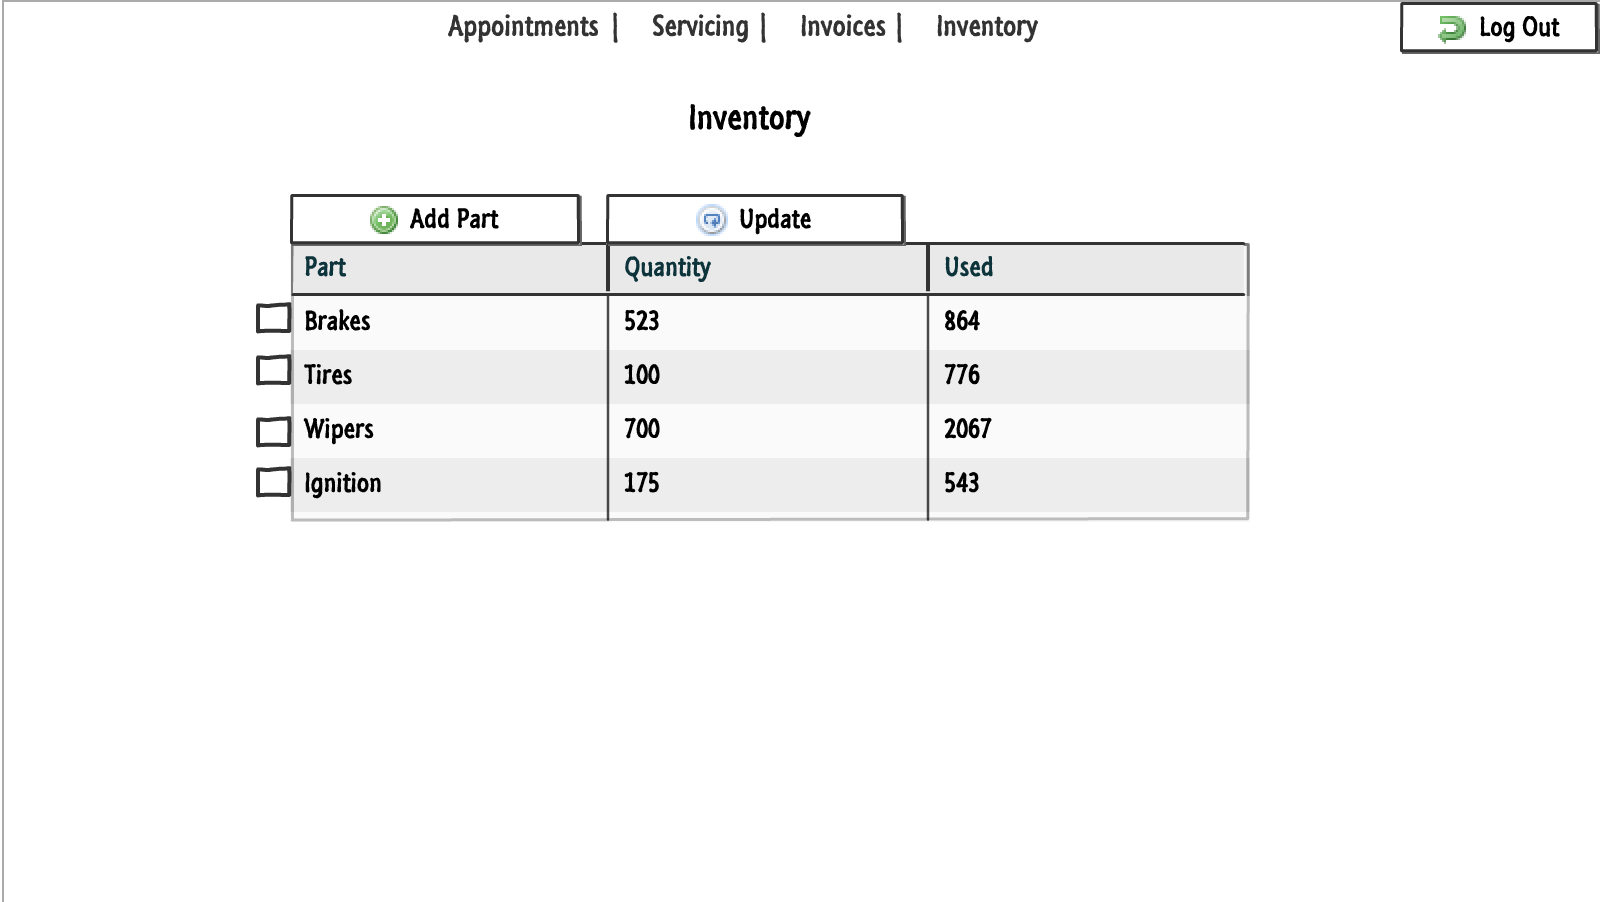 Appointments | Servicing | Invoices | Inventory
Log Out
Inventory
Add Part
Update
Part Quantity Used
Brakes 523 864
Tires 100 776
Wipers 700 2067
Ignition 175 543